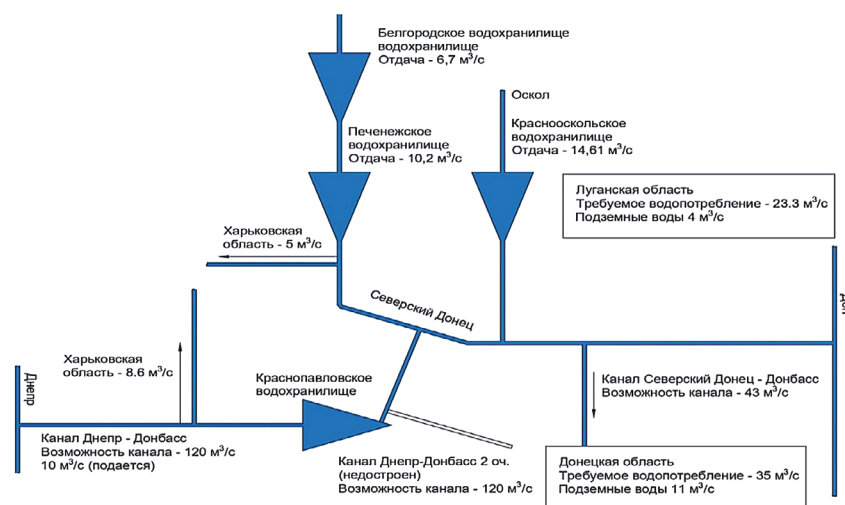 Белгородское водохранилище
водохранилище
Отдача - 6,7 м³/с
Оскол
Печенежское
водохранилище
Отдача - 10,2 м³/с
Краснооскольское
водохранилище
Отдача - 14,61 м³/с
Луганская область
Требуемое водопотребление - 23.3 м³/с
Подземные воды 4 м³/с
Харьковская
область - 5 м³/с
Северский Донец
Харьковская
область - 8.6 м³/с
Днепр
Краснопавловское
водохранилище
Канал Северский Донец - Донбасс
Возможность канала - 43 м³/с
Канал Днепр - Донбасс
Возможность канала - 120 м³/с
10 м³/с (подается)
Канал Днепр-Донбасс 2 оч.
(недостроен)
Возможность канала - 120 м³/с
Донецкая область
Требуемое водопотребление - 35 м³/с
Подземные воды 11 м³/с